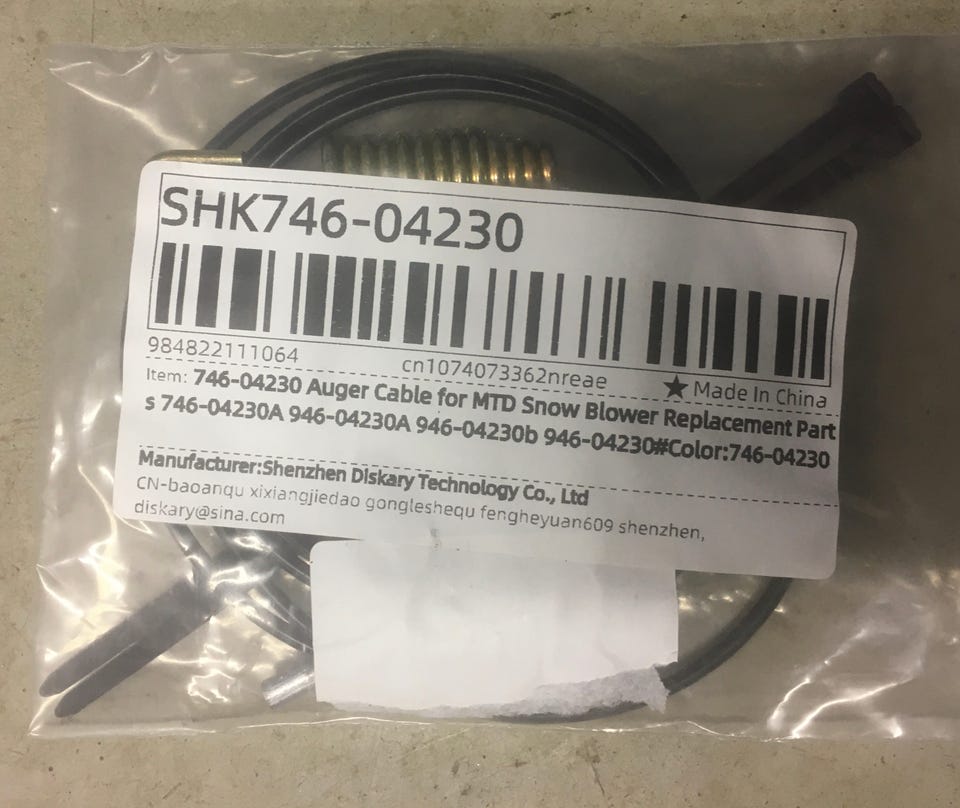 SHK746-04230
984822111064 cn1074073362nreae ★ Made In China
Item: 746-04230 Auger Cable for MTD Snow Blower Replacement Part
s 746-04230A 946-04230A 946-04230b 946-04230#Color:746-04230
Manufacturer:Shenzhen Diskary Technology Co., Ltd
CN-baoanqu xixiangjiedao gongleshequ fengheyuan609 shenzhen,
diskary@sina.com